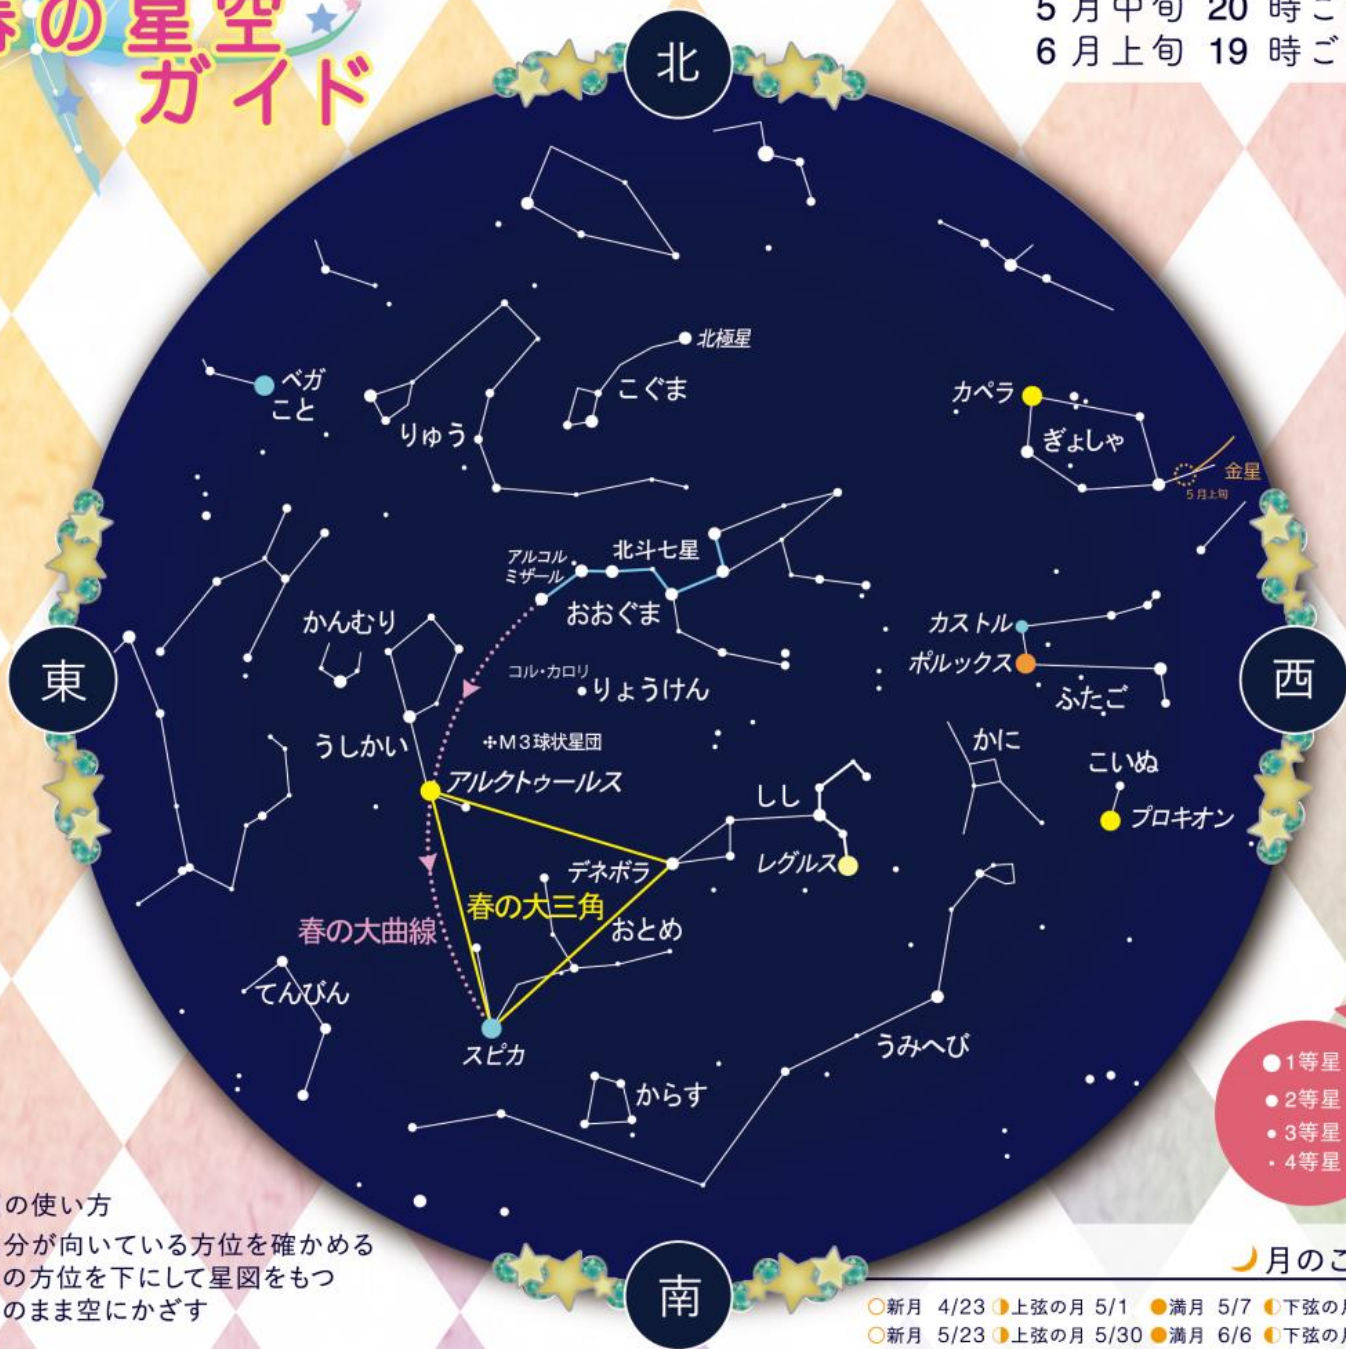 春の星空
ガイド
5月中旬 20 時ご
6月上旬 19 時ご
北
北極星
こぐま
ベガ
こと
りゅう
カペラ
ぎょしゃ
金星
5月上旬
アルコル
ミザール
北斗七星
おおぐま
かんむり
カストル
ポルックス
ふたご
東
西
コル・カロリ
りょうけん
うしかい
M3球状星団
アルクトゥールス
かに
こいぬ
プロキオン
しし
デネボラ
レグルス
春の大三角
春の大曲線
おとめ
てんびん
スピカ
うみへび
からす
1等星
2等星
3等星
4等星
の使い方
分が向いている方位を確かめる
の方位を下にして星図をもつ
のまま空にかざす
南
月のこ
新月 4/23 上弦の月 5/1 満月 5/7 下弦の月
新月 5/23 上弦の月 5/30 満月 6/6 下弦の月